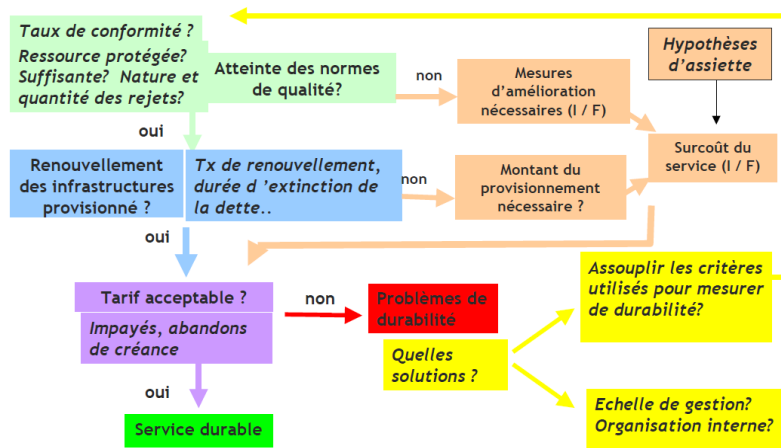 Taux de conformité ?
Ressource protégée?
Suffisante? Nature et
quantité des rejets?
Atteinte des normes
de qualité?
non
Mesures
d'amélioration
nécessaires (I / F)
Hypothèses
d'assiette
oui
Surcoût du
service (I / F)
Renouvellement
des infrastructures
provisionné ?
Tx de renouvellement,
durée d 'extinction de
la dette..
non
Montant du
provisionnement
nécessaire ?
oui
Tarif acceptable ?
Impayés, abandons
de créance
non
Problèmes de
durabilité
Quelles
solutions ?
Assouplir les critères
utilisés pour mesurer
de durabilité?
oui
Service durable
Echelle de gestion?
Organisation interne?